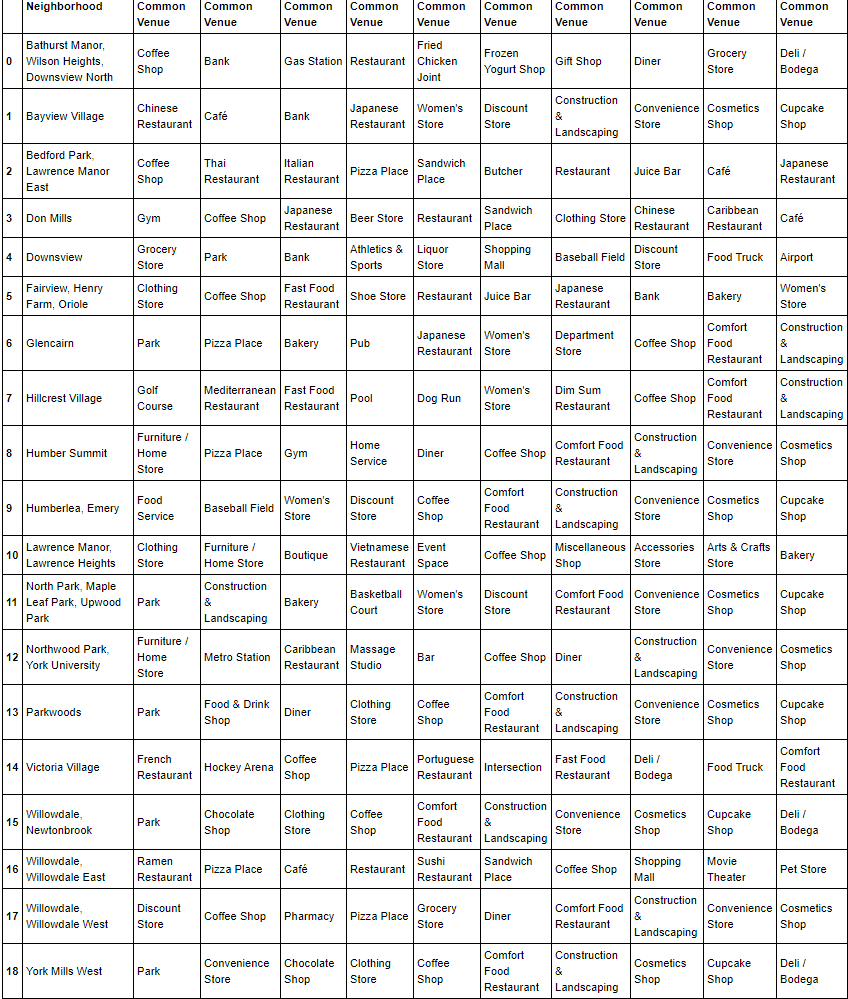 Neighborhood Common Venue Common Venue Common Venue Common Venue Common Venue Common Venue Common Venue Common Venue Common Venue Common Venue
0 Bathurst Manor, Wilson Heights, Downsview North Coffee Shop Bank Gas Station Restaurant Fried Chicken Joint Frozen Yogurt Shop Gift Shop Diner Grocery Store Deli / Bodega
1 Bayview Village Chinese Restaurant Café Bank Japanese Restaurant Women's Store Discount Store Construction & Landscaping Convenience Store Cosmetics Shop Cupcake Shop
2 Bedford Park, Lawrence Manor East Coffee Shop Thai Restaurant Italian Restaurant Pizza Place Sandwich Place Butcher Restaurant Juice Bar Café Japanese Restaurant
3 Don Mills Gym Coffee Shop Japanese Restaurant Beer Store Restaurant Sandwich Place Clothing Store Chinese Restaurant Caribbean Restaurant Café
4 Downsview Grocery Store Park Bank Athletics & Sports Liquor Store Shopping Mall Baseball Field Discount Store Food Truck Airport
5 Fairview, Henry Farm, Oriole Clothing Store Coffee Shop Fast Food Restaurant Shoe Store Restaurant Juice Bar Japanese Restaurant Bank Bakery Women's Store
6 Glencairn Park Pizza Place Bakery Pub Japanese Restaurant Women's Store Department Store Coffee Shop Comfort Food Restaurant Construction & Landscaping
7 Hillcrest Village Golf Course Mediterranean Restaurant Fast Food Restaurant Pool Dog Run Women's Store Dim Sum Restaurant Coffee Shop Comfort Food Restaurant Construction & Landscaping
8 Humber Summit Furniture / Home Store Pizza Place Gym Home Service Diner Coffee Shop Comfort Food Restaurant Construction & Landscaping Convenience Store Cosmetics Shop
9 Humberlea, Emery Food Service Baseball Field Women's Store Discount Store Coffee Shop Comfort Food Restaurant Construction & Landscaping Convenience Store Cosmetics Shop Cupcake Shop
10 Lawrence Manor, Lawrence Heights Clothing Store Furniture / Home Store Boutique Vietnamese Restaurant Event Space Coffee Shop Miscellaneous Shop Accessories Store Arts & Crafts Store Bakery
11 North Park, Maple Leaf Park, Upwood Park Park Construction & Landscaping Bakery Basketball Court Women's Store Discount Store Comfort Food Restaurant Convenience Store Cosmetics Shop Cupcake Shop
12 Northwood Park, York University Furniture / Home Store Metro Station Caribbean Restaurant Massage Studio Bar Coffee Shop Diner Construction & Landscaping Convenience Store Cosmetics Shop
13 Parkwoods Park Food & Drink Shop Diner Clothing Store Coffee Shop Comfort Food Restaurant Construction & Landscaping Convenience Store Cosmetics Shop Cupcake Shop
14 Victoria Village French Restaurant Hockey Arena Coffee Shop Pizza Place Portuguese Restaurant Intersection Fast Food Restaurant Deli / Bodega Food Truck Comfort Food Restaurant
15 Willowdale, Newtonbrook Park Chocolate Shop Clothing Store Coffee Shop Comfort Food Restaurant Construction & Landscaping Convenience Store Cosmetics Shop Cupcake Shop Deli / Bodega
16 Willowdale, Willowdale East Ramen Restaurant Pizza Place Café Restaurant Sushi Restaurant Sandwich Place Coffee Shop Shopping Mall Movie Theater Pet Store
17 Willowdale, Willowdale West Discount Store Coffee Shop Pharmacy Pizza Place Grocery Store Diner Comfort Food Restaurant Construction & Landscaping Convenience Store Cosmetics Shop
18 York Mills West Park Convenience Store Chocolate Shop Clothing Store Coffee Shop Comfort Food Restaurant Construction & Landscaping Cosmetics Shop Cupcake Shop Deli / Bodega